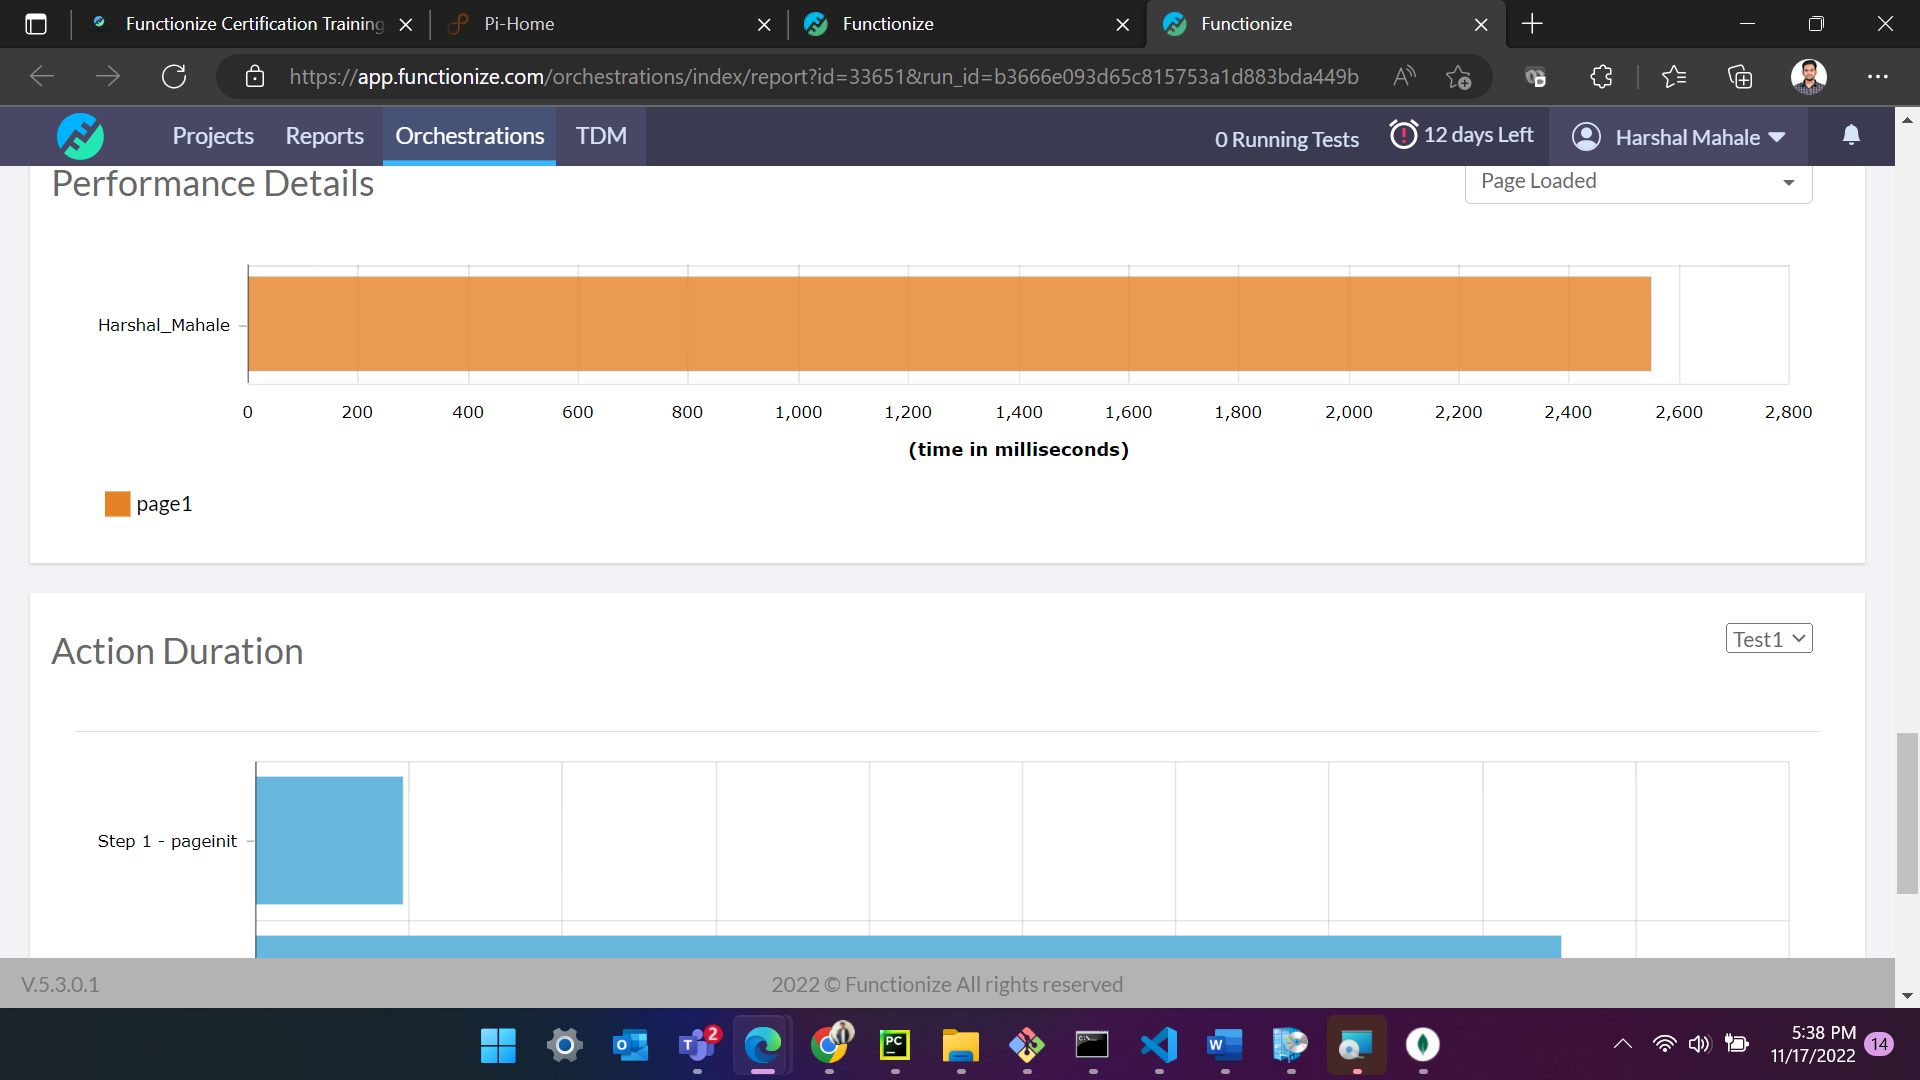 Functionize Certification Training
Pi-Home
Functionize
Functionize
https://app.functionize.com/orchestrations/index/report?id=33651&run_id=b3666e093d65c815753a1d883bda449b
Projects
Reports
Orchestrations
TDM
0 Running Tests
12 days Left
Harshal Mahale
Performance Details
Page Loaded
Harshal_Mahale
0 200 400 600 800 1,000 1,200 1,400 1,600 1,800 2,000 2,200 2,400 2,600 2,800
(time in milliseconds)
page1
Action Duration
Test1
Step 1 - pageinit
V.5.3.0.1
2022 © Functionize All rights reserved
2
PC
5:38 PM
11/17/2022
14